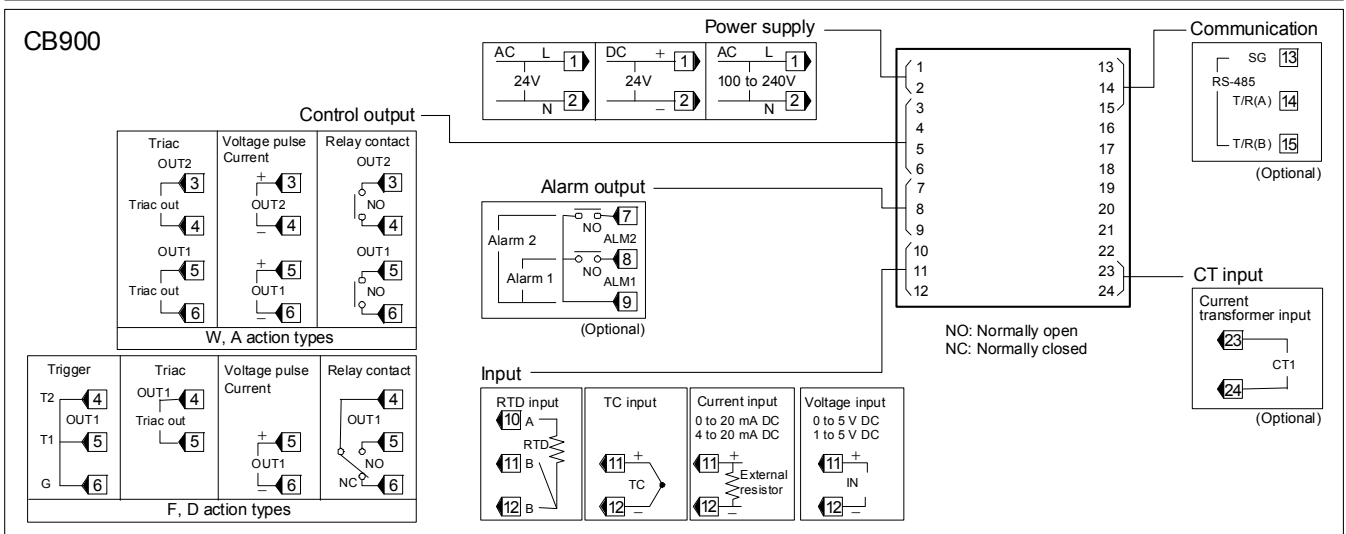 CB900
Power supply
AC L 1
24V
N 2
DC + 1
24V
– 2
AC L 1
100 to 240V
N 2
Communication
SG 13
RS-485
T/R(A) 14
T/R(B) 15
(Optional)
1
2
3
4
5
6
7
8
9
10
11
12
13
14
15
16
17
18
19
20
21
22
23
24
NO: Normally open
NC: Normally closed
Control output
Triac
OUT2
3
Triac out
4
OUT1
5
Triac out
6
Voltage pulse
Current
+ 3
OUT2
– 4
+ 5
OUT1
– 6
Relay contact
OUT2
3
NO
4
OUT1
5
NO
6
W, A action types
Trigger
T2 4
OUT1
T1 5
G 6
Triac
OUT1 4
Triac out
5
Voltage pulse
Current
+ 5
OUT1
– 6
Relay contact
4
OUT1
5
NO
NC 6
F, D action types
Alarm output
7
NO
Alarm 2 ALM2
8
Alarm 1 NO
ALM1
9
(Optional)
CT input
Current
transformer input
23
CT1
24
(Optional)
Input
RTD input
10 A
RTD
11 B
12 B
TC input
11 +
TC
12 –
Current input
0 to 20 mA DC
4 to 20 mA DC
11 +
External
resistor
12 –
Voltage input
0 to 5 V DC
1 to 5 V DC
11 +
IN
12 –